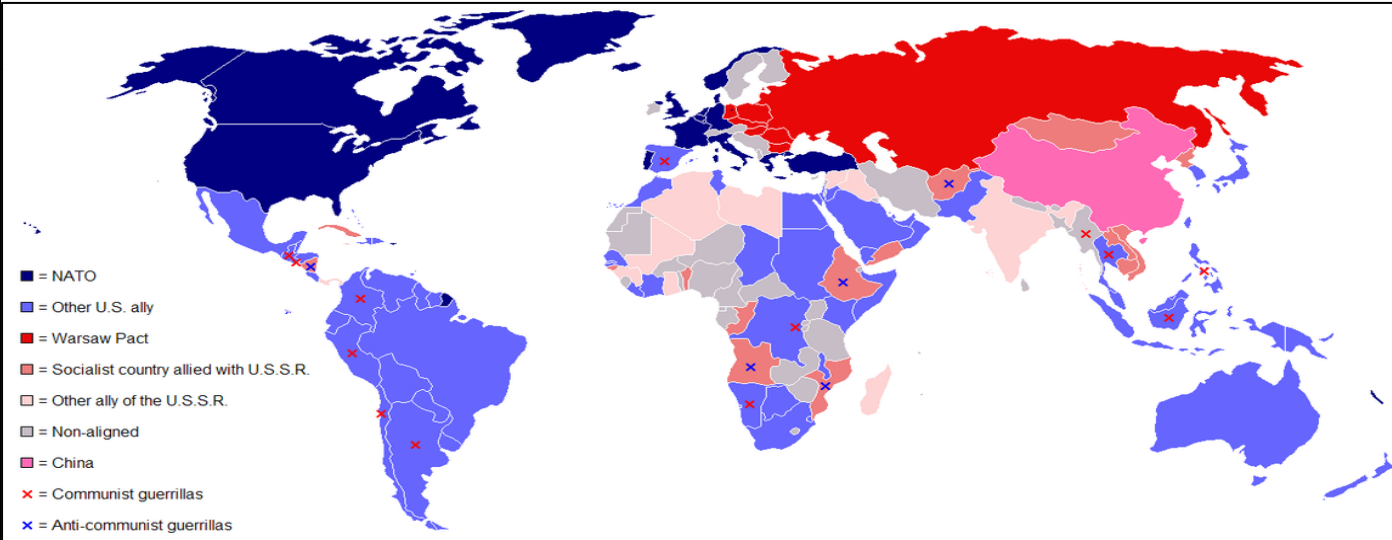 = NATO
= Other U.S. ally
= Warsaw Pact
= Socialist country allied with U.S.S.R.
= Other ally of the U.S.S.R.
= Non-aligned
= China
= Communist guerrillas
= Anti-communist guerrillas